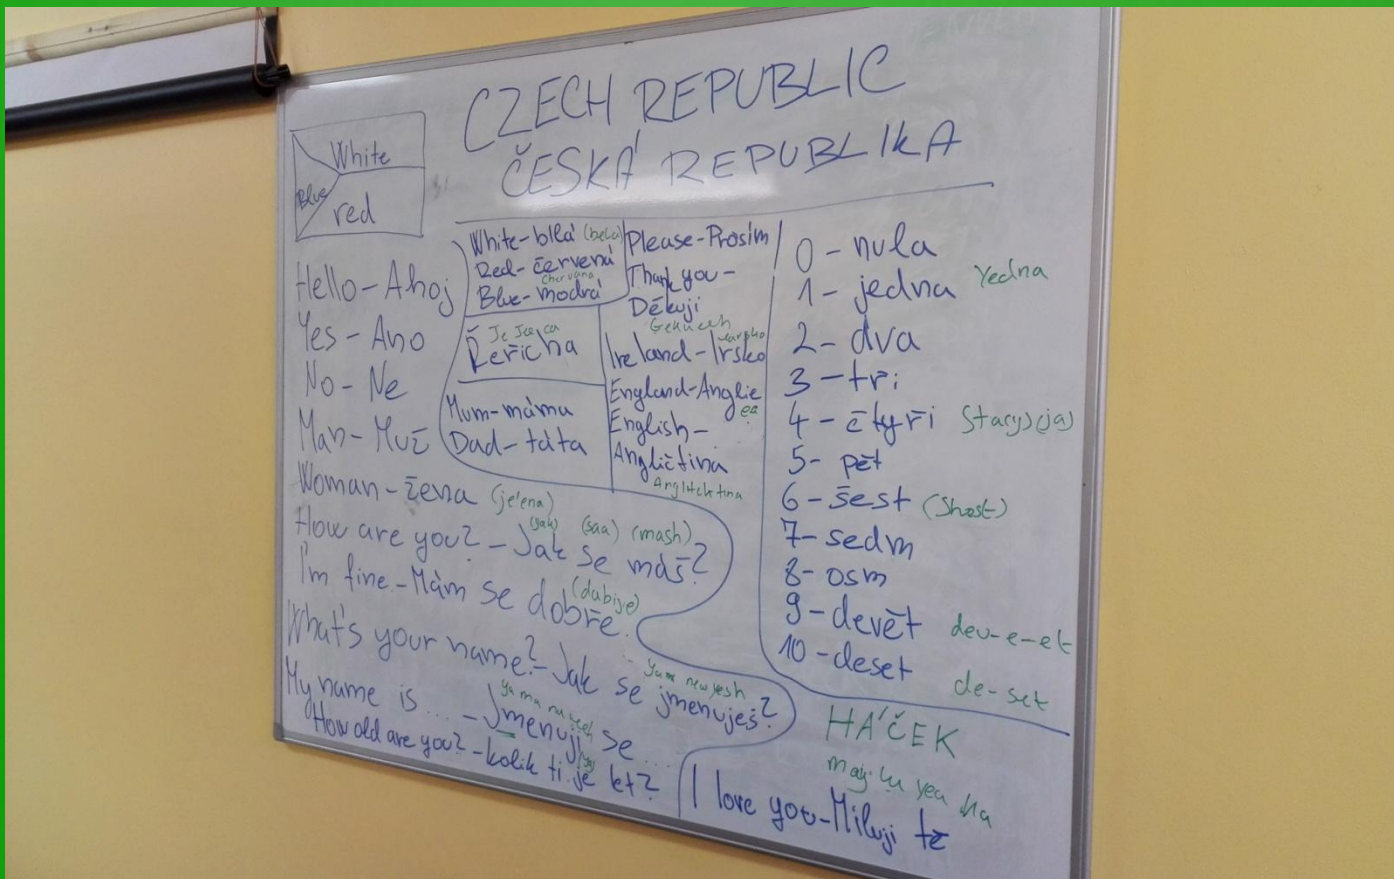 CZECH REPUBLIC
ČESKÁ REPUBLIKA
White
Blue
red
Hello - Ahoj
Yes - Ano
No - Ne
Man - Muž
Woman - žena (je'ena)
(yak) (saa) (mash)
How are you? - Jak se máš?
I'm fine - Mám se dobře.
(dabije)
What's your name? - Jak se jmenuješ?
My name is ... - Jmenuji se ...
How old are you? - kolik ti je let?
White - bílá (bela)
Red - červená
Blue - modrá
Řeřicha
Mum - máma
Dad - táta
Please - Prosím
Thank you -
Děkuji
Ireland - Irsko
England - Anglie
ea
English -
Angličtina
0 - nula
1 - jedna Yedna
2 - dva
3 - tři
4 - čtyři
5 - pět
6 - šest (Shast)
7 - sedm
8 - osm
9 - devět dev-e-et
10 - deset de-set
HÁČEK
I love you - Miluji tě